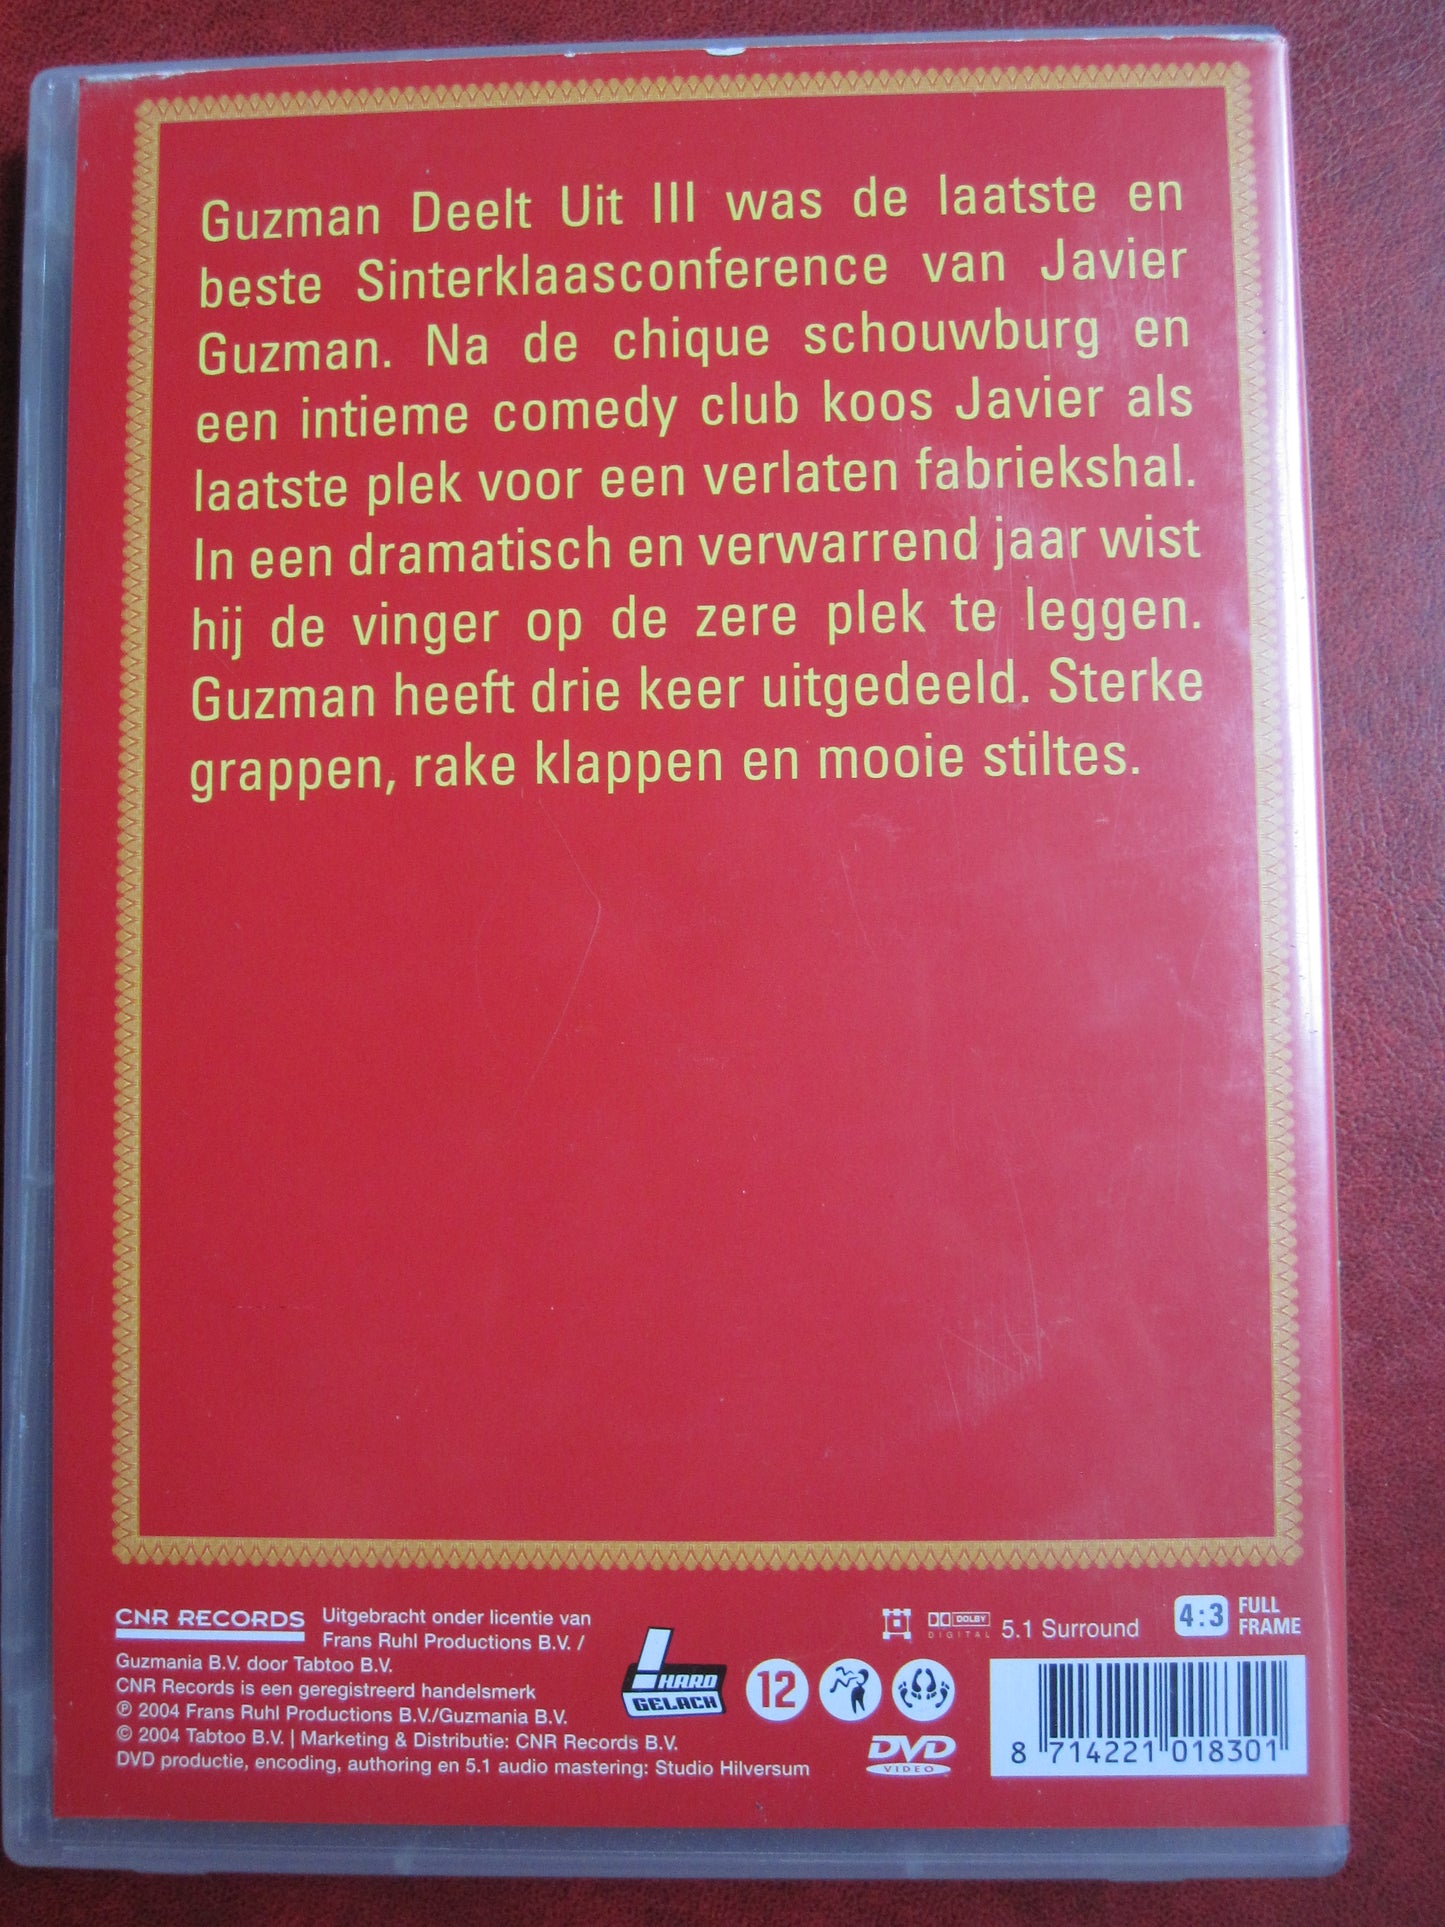 Guzman Deelt Uit III was de laatste en
beste Sinterklaasconference van Javier
Guzman. Na de chique schouwburg en
een intieme comedy club koos Javier als
laatste plek voor een verlaten fabriekshal.
In een dramatisch en verwarrend jaar wist
hij de vinger op de zere plek te leggen.
Guzman heeft drie keer uitgedeeld. Sterke
grappen, rake klappen en mooie stiltes.
CNR RECORDS Uitgebracht onder licentie van
Frans Ruhl Productions B.V. /
Guzmania B.V. door Tabtoo B.V.
CNR Records is een geregistreerd handelsmerk
℗ 2004 Frans Ruhl Productions B.V./Guzmania B.V.
© 2004 Tabtoo B.V. | Marketing & Distributie: CNR Records B.V.
DVD productie, encoding, authoring en 5.1 audio mastering: Studio Hilversum
! HARD
GELACH
12
DOLBY
DIGITAL
5.1 Surround
4:3
FULL
FRAME
DVD
VIDEO
8 714221 018301